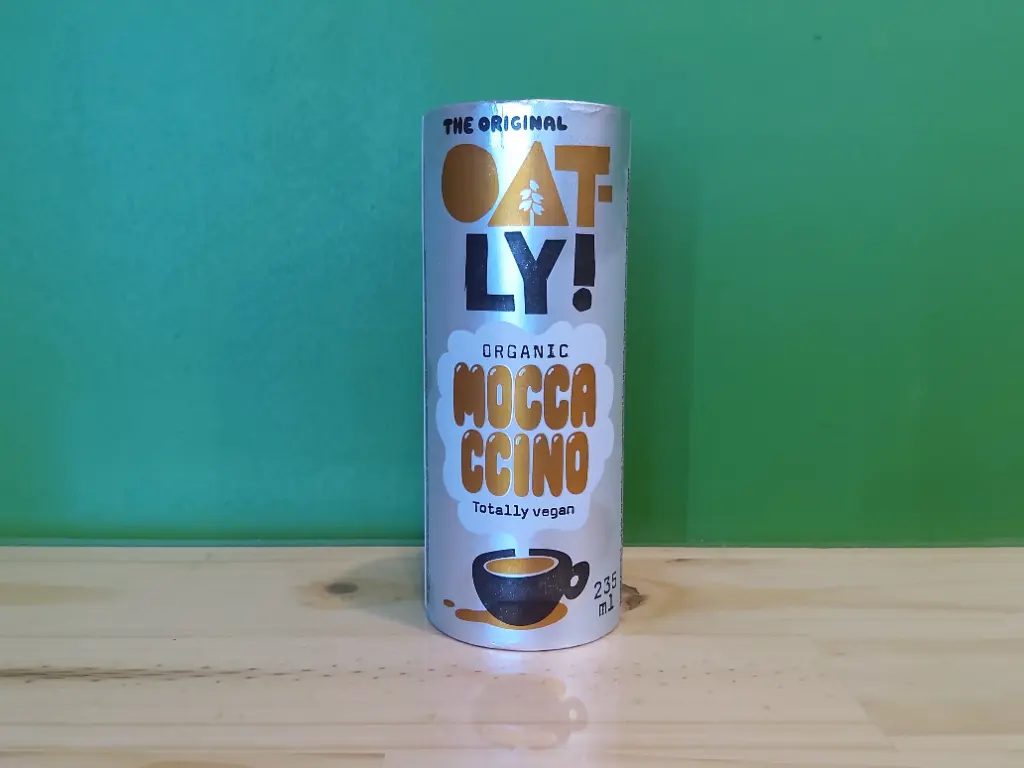 THE ORIGINAL
OAT-
LY!
ORGANIC
MOCCA
CCINO
Totally vegan
235
ml